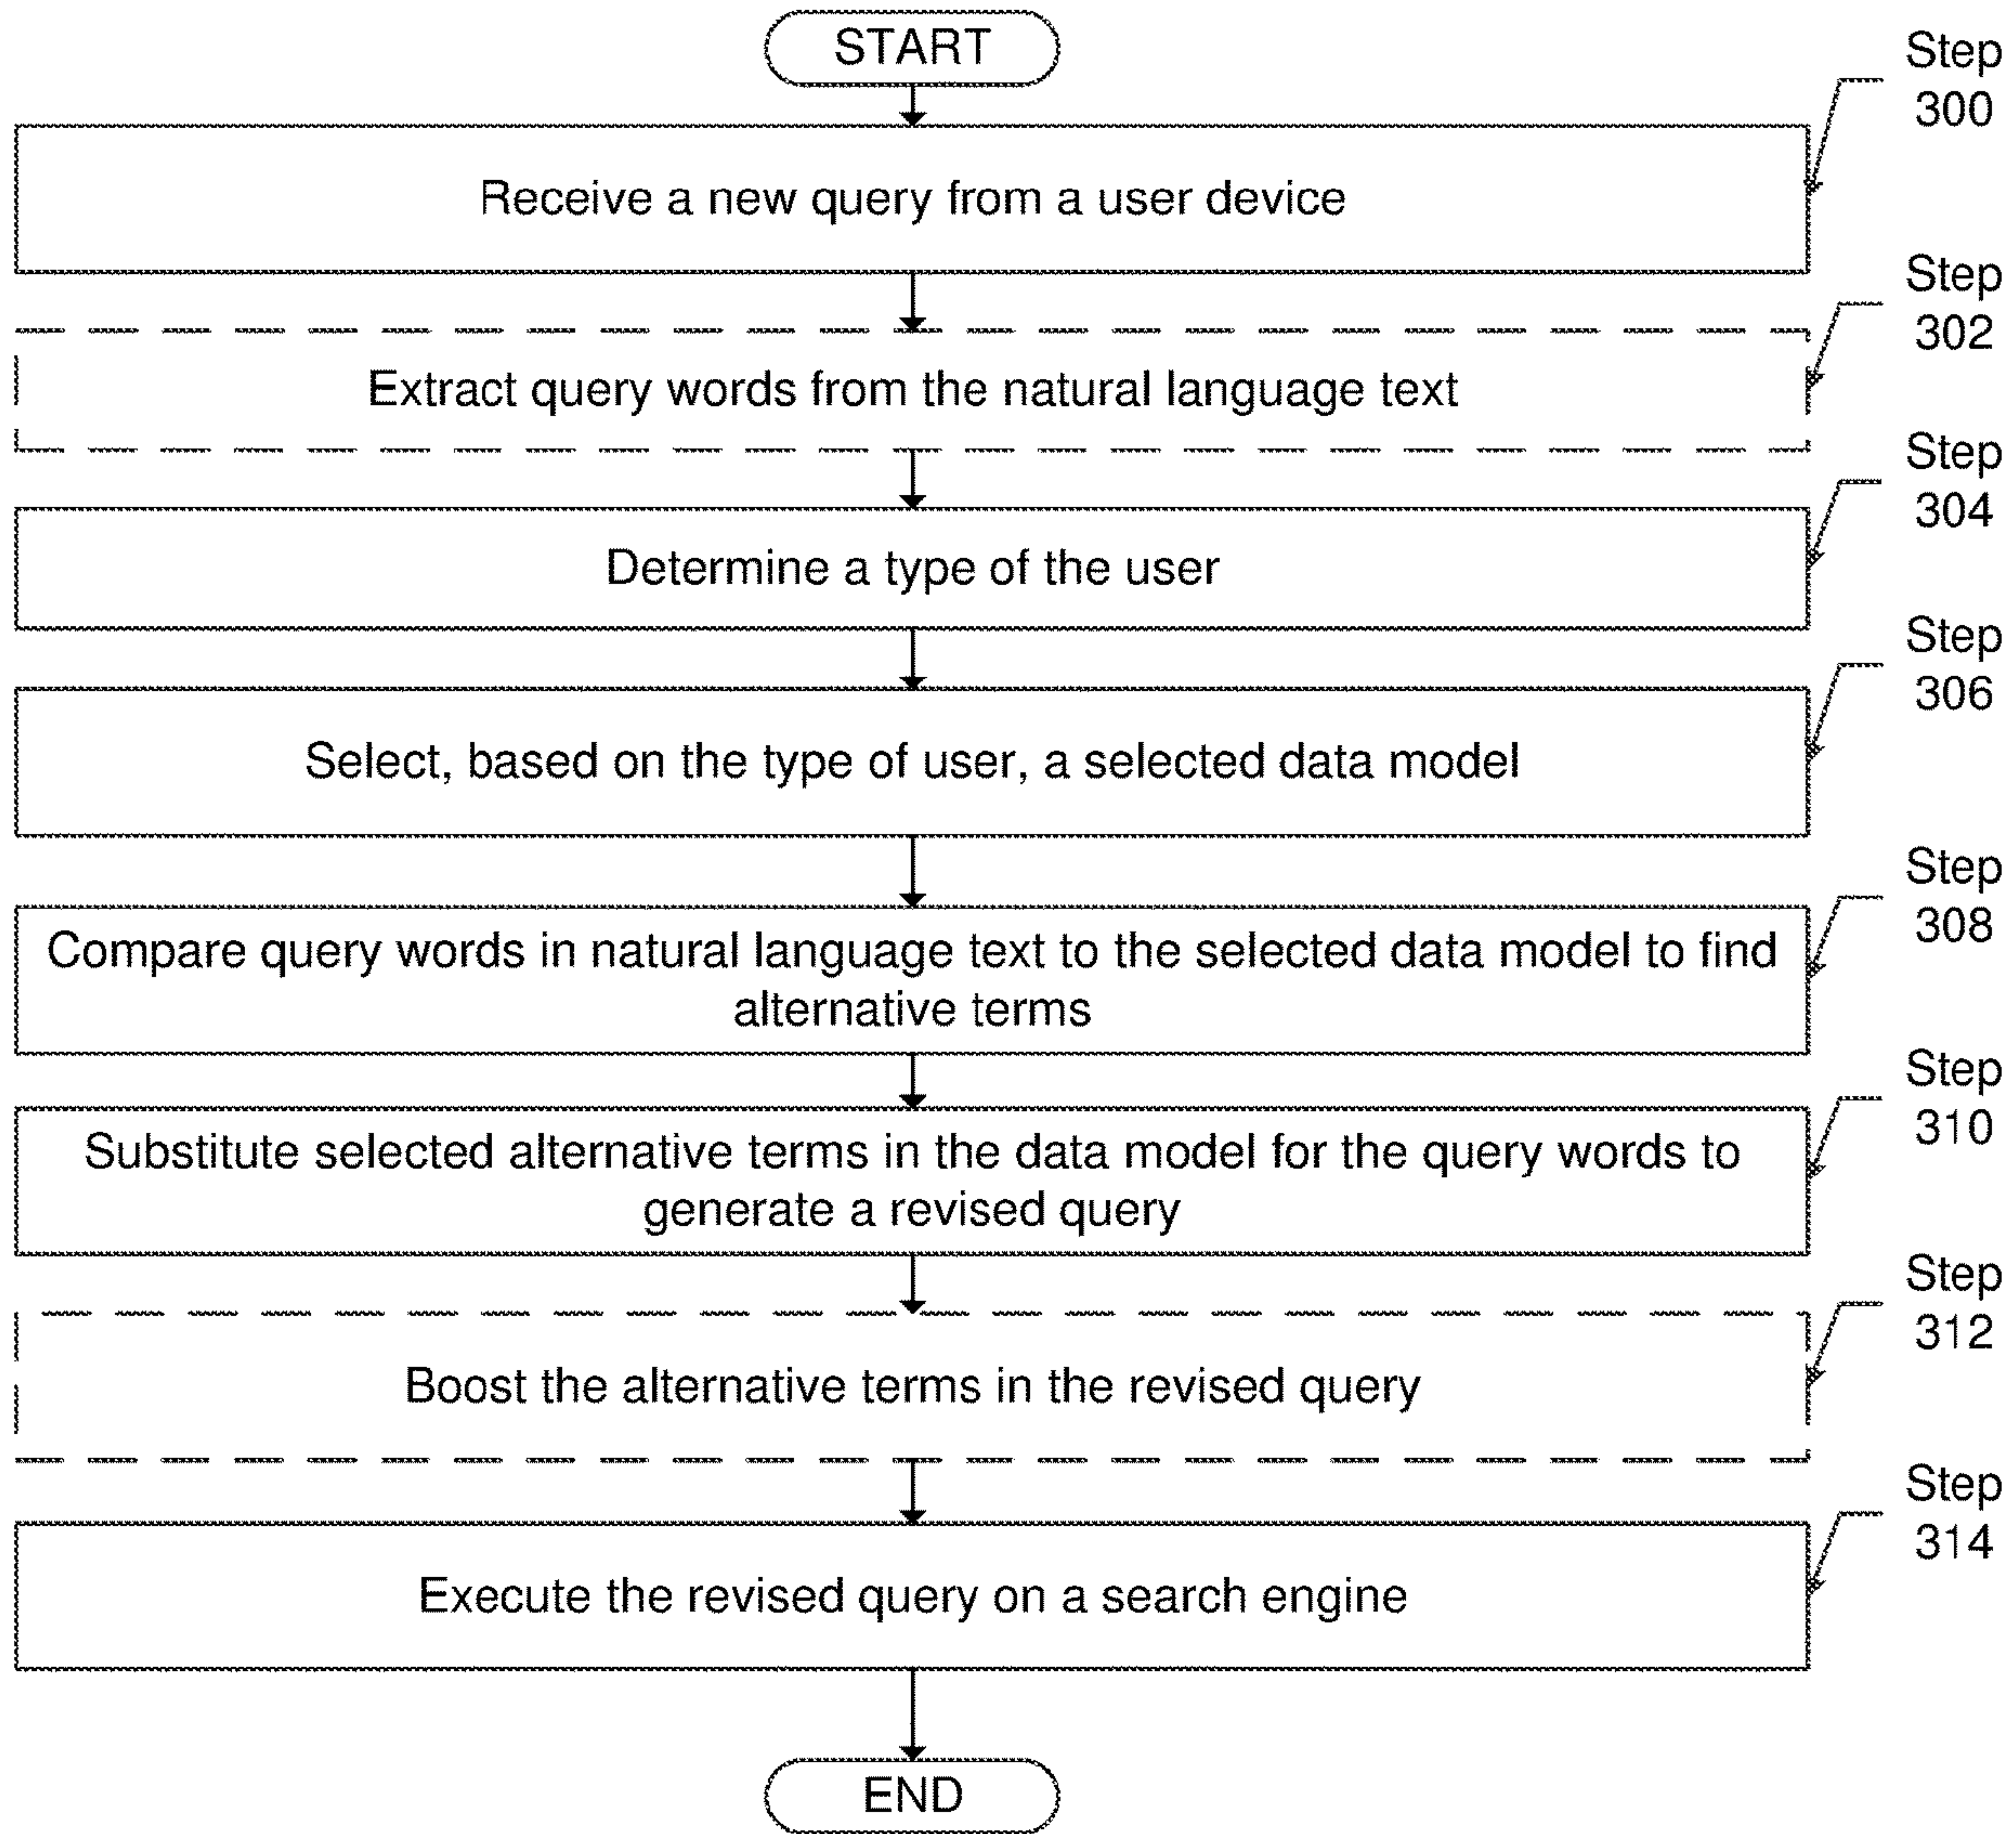 START
Step
300
Receive a new query from a user device
Step
302
Extract query words from the natural language text
Step
304
Determine a type of the user
Step
306
Select, based on the type of user, a selected data model
Step
308
Compare query words in natural language text to the selected data model to find
alternative terms
Step
310
Substitute selected alternative terms in the data model for the query words to
generate a revised query
Step
312
Boost the alternative terms in the revised query
Step
314
Execute the revised query on a search engine
END